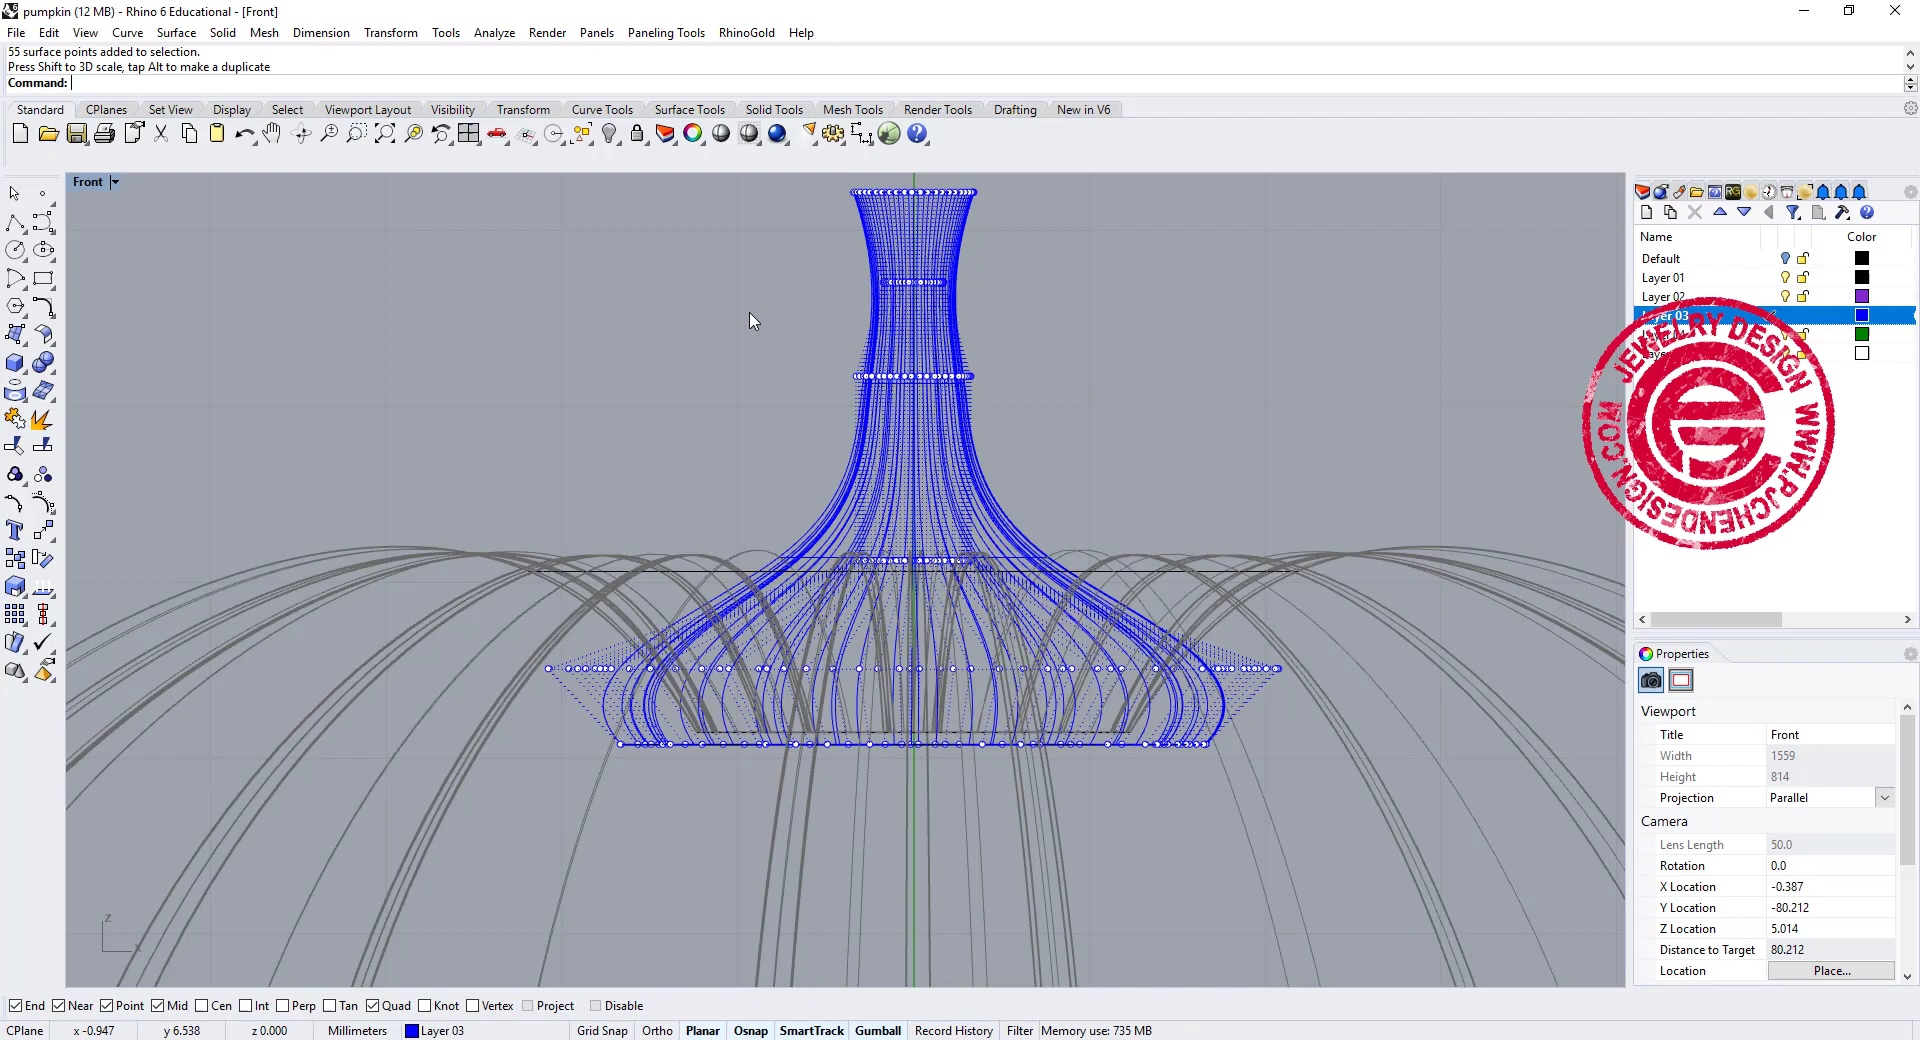 pumpkin (12 MB) - Rhino 6 Educational - [Front]
File Edit View Curve Surface Solid Mesh Dimension Transform Tools Analyze Render Panels Paneling Tools RhinoGold Help
55 surface points added to selection.
Press Shift to 3D scale, tap Alt to make a duplicate
Command:
Standard CPlanes Set View Display Select Viewport Layout Visibility Transform Curve Tools Surface Tools Solid Tools Mesh Tools Render Tools Drafting New in V6
Front
RG
Name Color
Default
Layer 01
Layer 02
Layer 03
JEWELRY DESIGN WWW.PJCHENDESIGN.COM
Properties
Viewport
Title Front
Width 1559
Height 814
Projection Parallel
Camera
Lens Length 50.0
Rotation 0.0
X Location -0.387
Y Location -80.212
Z Location 5.014
Distance to Target 80.212
Location Place...
z
x
End Near Point Mid Cen Int Perp Tan Quad Knot Vertex Project Disable
CPlane x -0.947 y 6.538 z 0.000 Millimeters Layer 03 Grid Snap Ortho Planar Osnap SmartTrack Gumball Record History Filter Memory use: 735 MB